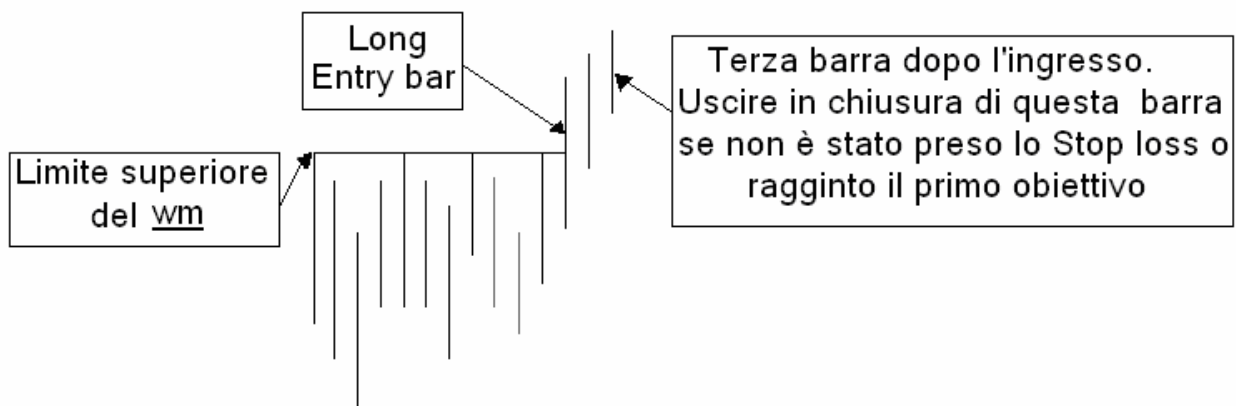 Long
Entry bar
Terza barra dopo l'ingresso.
Uscire in chiusura di questa barra
se non è stato preso lo Stop loss o
ragginto il primo obiettivo
Limite superiore
del wm